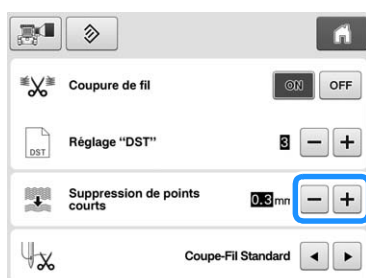 Coupure de fil ON OFF
DST
Réglage “DST” 3 − +
Suppression de points
courts 0.3 mm − +
Coupe-Fil Standard